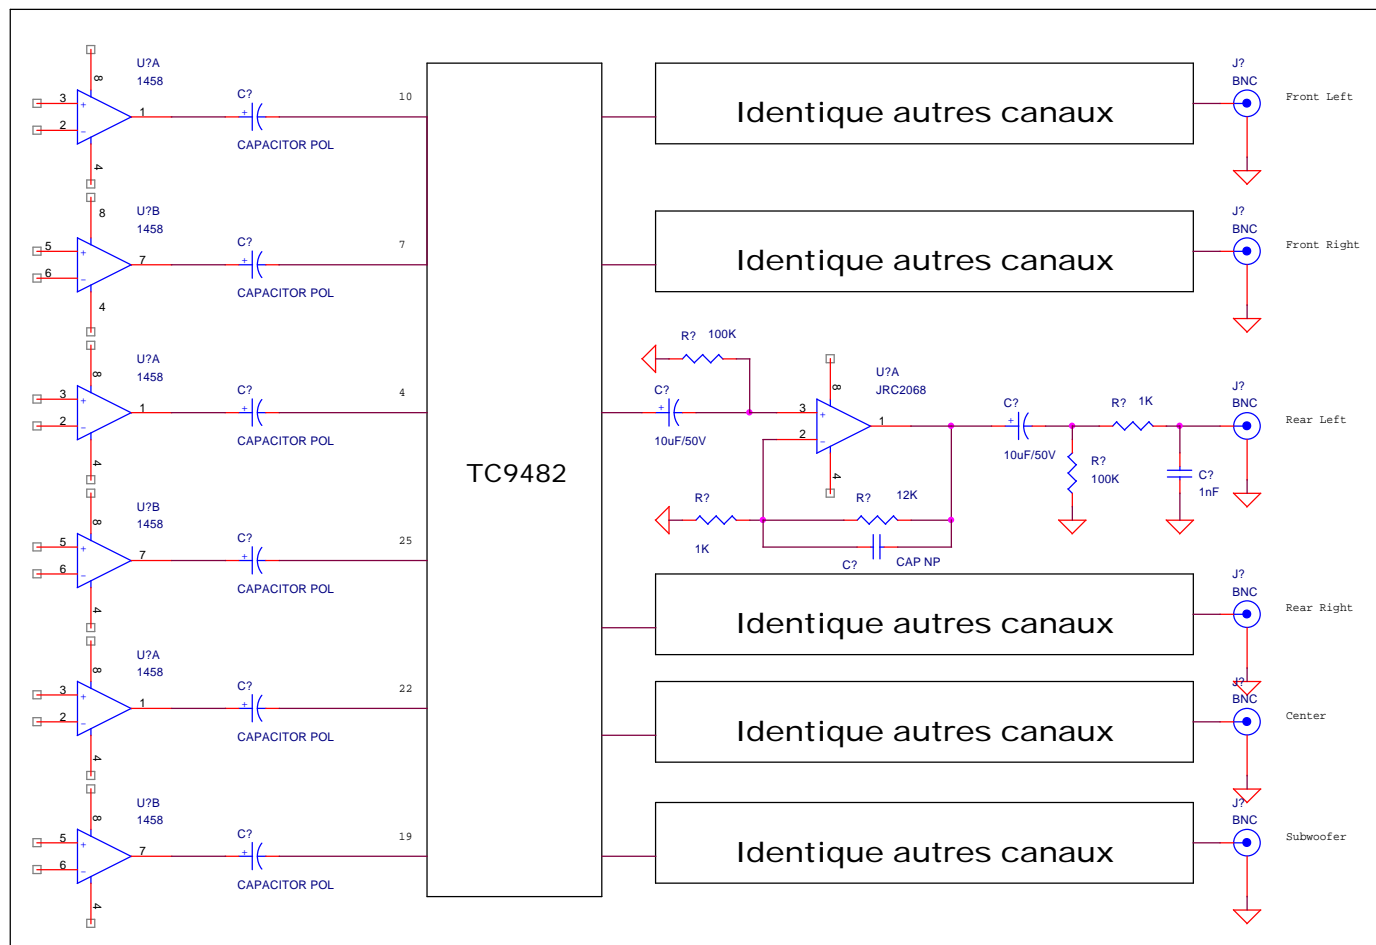 U?A
1458
8
3
2
+
-
1
4
C?
+
CAPACITOR POL
10
U?B
1458
8
5
6
+
-
7
4
C?
+
CAPACITOR POL
7
U?A
1458
8
3
2
+
-
1
4
C?
+
CAPACITOR POL
4
U?B
1458
8
5
6
+
-
7
4
C?
+
CAPACITOR POL
25
U?A
1458
8
3
2
+
-
1
4
C?
+
CAPACITOR POL
22
U?B
1458
8
5
6
+
-
7
4
C?
+
CAPACITOR POL
19
TC9482
Identique autres canaux
J?
BNC
Front Left
Identique autres canaux
J?
BNC
Front Right
R? 100K
C?
+
10uF/50V
U?A
JRC2068
8
3
2
+
-
1
4
R?
1K
R? 12K
C? CAP NP
C?
+
10uF/50V
R?
100K
R? 1K
C?
1nF
J?
BNC
Rear Left
Identique autres canaux
J?
BNC
Rear Right
Identique autres canaux
J?
BNC
Center
Identique autres canaux
J?
BNC
Subwoofer